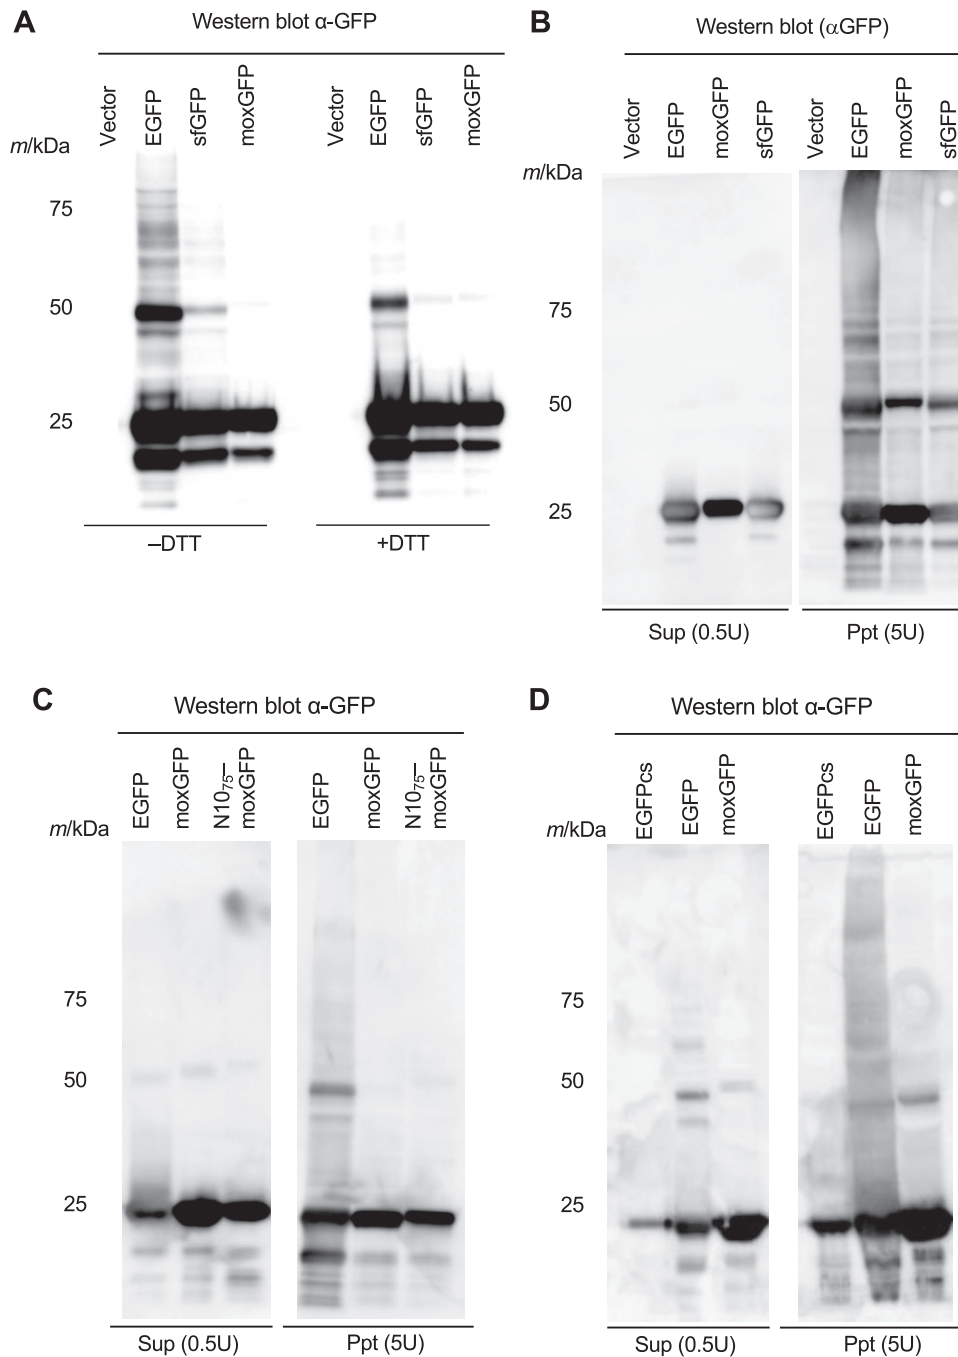 A
Western blot α-GFP
Vector
EGFP
sfGFP
moxGFP
Vector
EGFP
sfGFP
moxGFP
m/kDa
75
50
25
–DTT
+DTT
B
Western blot (αGFP)
Vector
EGFP
moxGFP
sfGFP
Vector
EGFP
moxGFP
sfGFP
m/kDa
75
50
25
Sup (0.5U)
Ppt (5U)
C
Western blot α-GFP
EGFP
moxGFP
N10₇₅–
moxGFP
EGFP
moxGFP
N10₇₅–
moxGFP
m/kDa
75
50
25
Sup (0.5U)
Ppt (5U)
D
Western blot α-GFP
EGFPcs
EGFP
moxGFP
EGFPcs
EGFP
moxGFP
m/kDa
75
50
25
Sup (0.5U)
Ppt (5U)